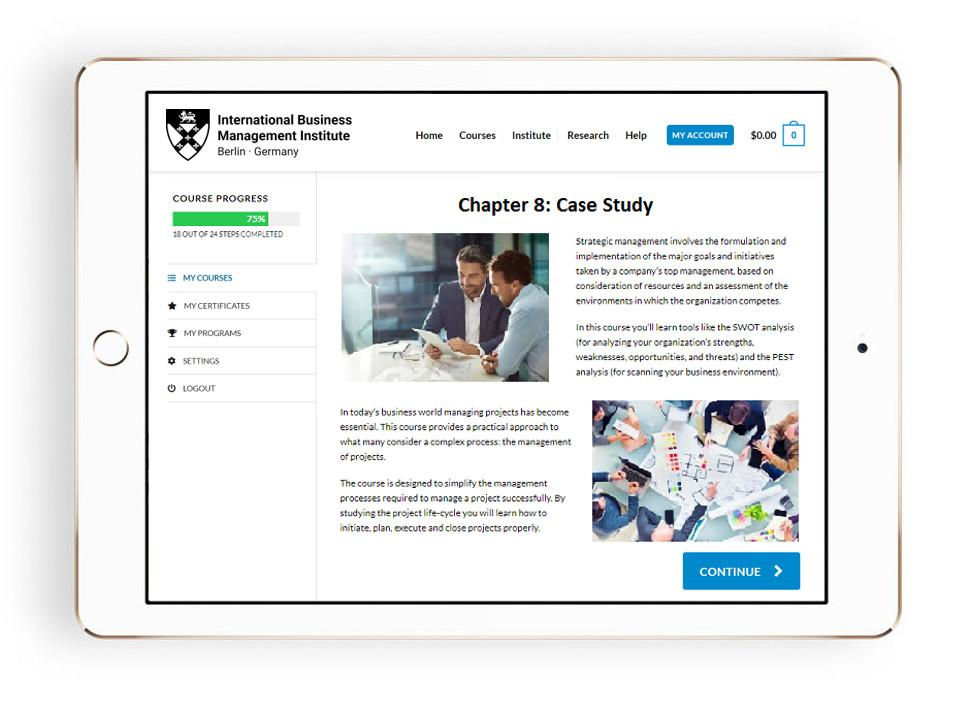 International Business
Management Institute
Berlin · Germany
Home Courses Institute Research Help MY ACCOUNT $0.00 0
COURSE PROGRESS
75%
18 OUT OF 24 STEPS COMPLETED
MY COURSES
MY CERTIFICATES
MY PROGRAMS
SETTINGS
LOGOUT
Chapter 8: Case Study
Strategic management involves the formulation and
implementation of the major goals and initiatives
taken by a company's top management, based on
consideration of resources and an assessment of the
environments in which the organization competes.
In this course you'll learn tools like the SWOT analysis
(for analyzing your organization's strengths,
weaknesses, opportunities, and threats) and the PEST
analysis (for scanning your business environment).
In today's business world managing projects has become
essential. This course provides a practical approach to
what many consider a complex process: the management
of projects.
The course is designed to simplify the management
processes required to manage a project successfully. By
studying the project life-cycle you will learn how to
initiate, plan, execute and close projects properly.
CONTINUE